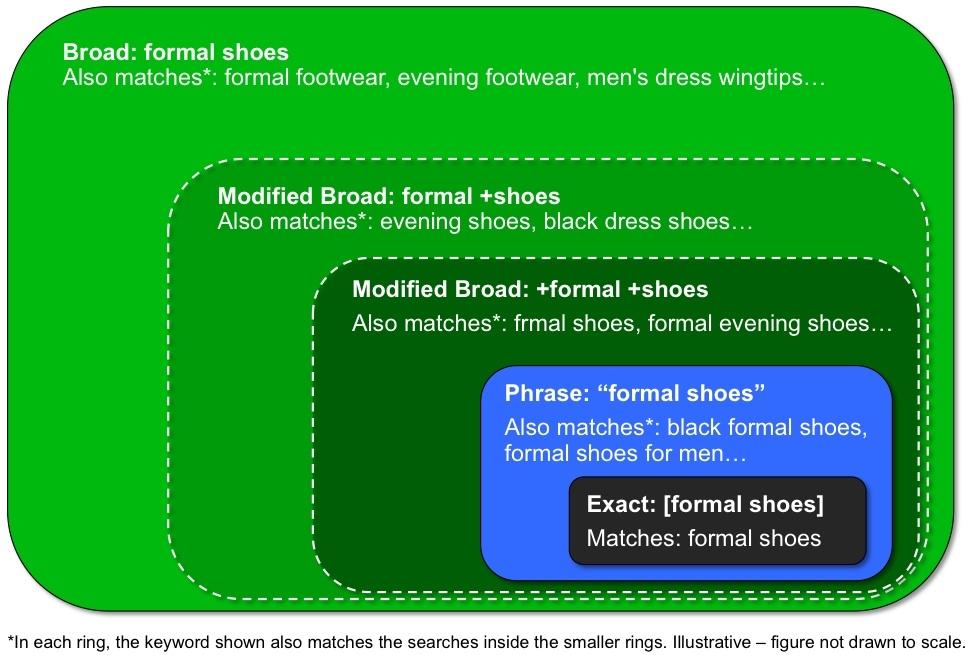 Broad: formal shoes
Also matches*: formal footwear, evening footwear, men's dress wingtips…
Modified Broad: formal +shoes
Also matches*: evening shoes, black dress shoes…
Modified Broad: +formal +shoes
Also matches*: frmal shoes, formal evening shoes…
Phrase: “formal shoes”
Also matches*: black formal shoes,
formal shoes for men…
Exact: [formal shoes]
Matches: formal shoes
*In each ring, the keyword shown also matches the searches inside the smaller rings. Illustrative – figure not drawn to scale.